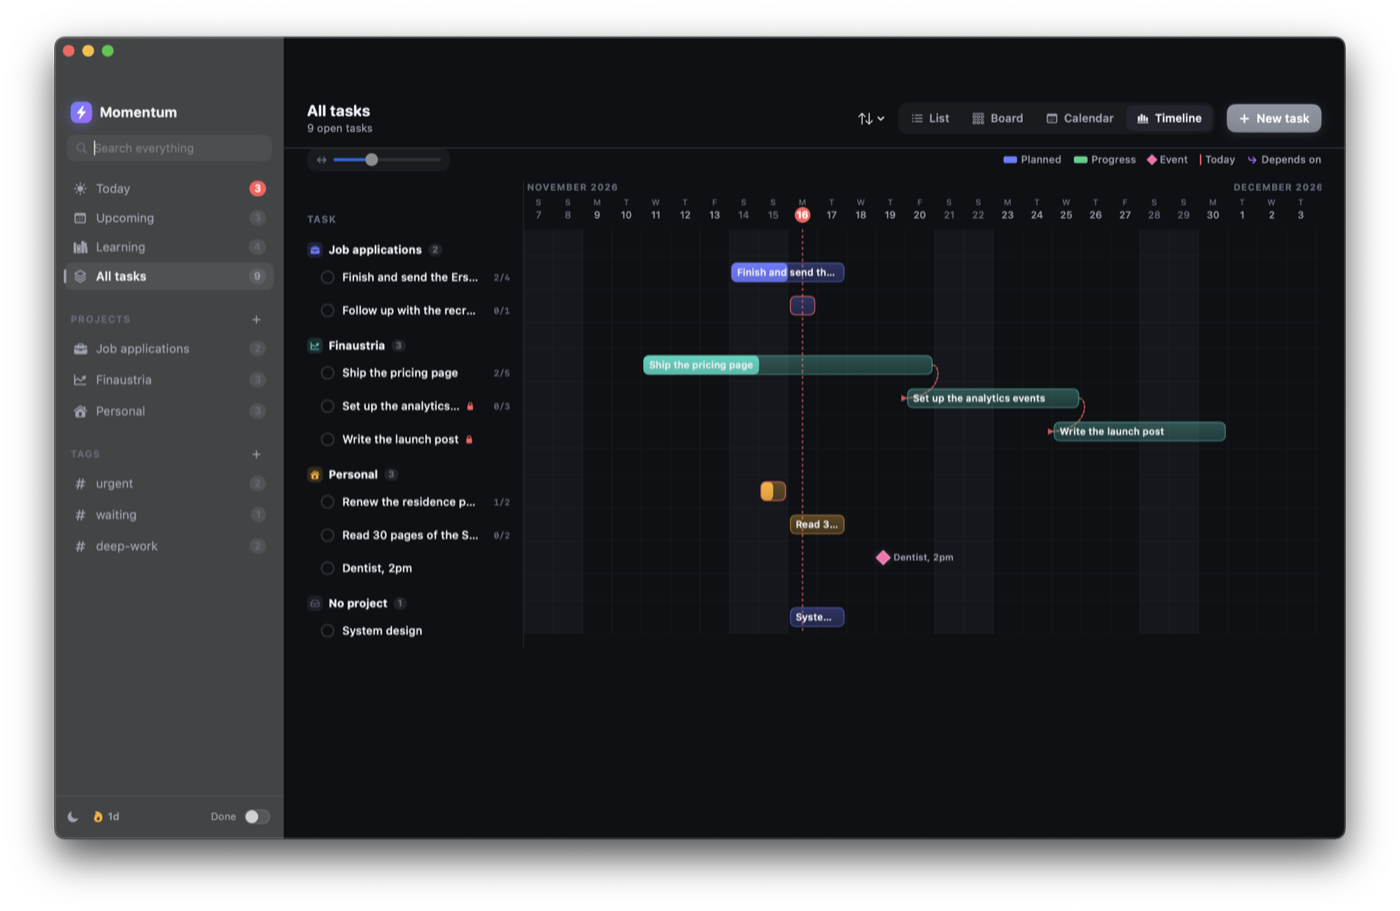 Momentum
Search everything
Today 3
Upcoming 3
Learning 4
All tasks 9
PROJECTS +
Job applications 2
Finaustria 3
Personal 3
TAGS +
# urgent 2
# waiting 1
# deep-work 2
1d Done
All tasks
9 open tasks
List Board Calendar Timeline + New task
Planned Progress Event Today Depends on
NOVEMBER 2026 DECEMBER 2026
S S M T W T F S S M T W T F S S M T W T F S S M T W T
7 8 9 10 11 12 13 14 15 16 17 18 19 20 21 22 23 24 25 26 27 28 29 30 1 2 3
TASK
Job applications 2
Finish and send the Ers... 2/4 Finish and send th...
Follow up with the recr... 0/1
Finaustria 3
Ship the pricing page 2/5 Ship the pricing page
Set up the analytics... 0/3 Set up the analytics events
Write the launch post Write the launch post
Personal 3
Renew the residence p... 1/2
Read 30 pages of the S... 0/2 Read 3...
Dentist, 2pm Dentist, 2pm
No project 1
System design Syste...